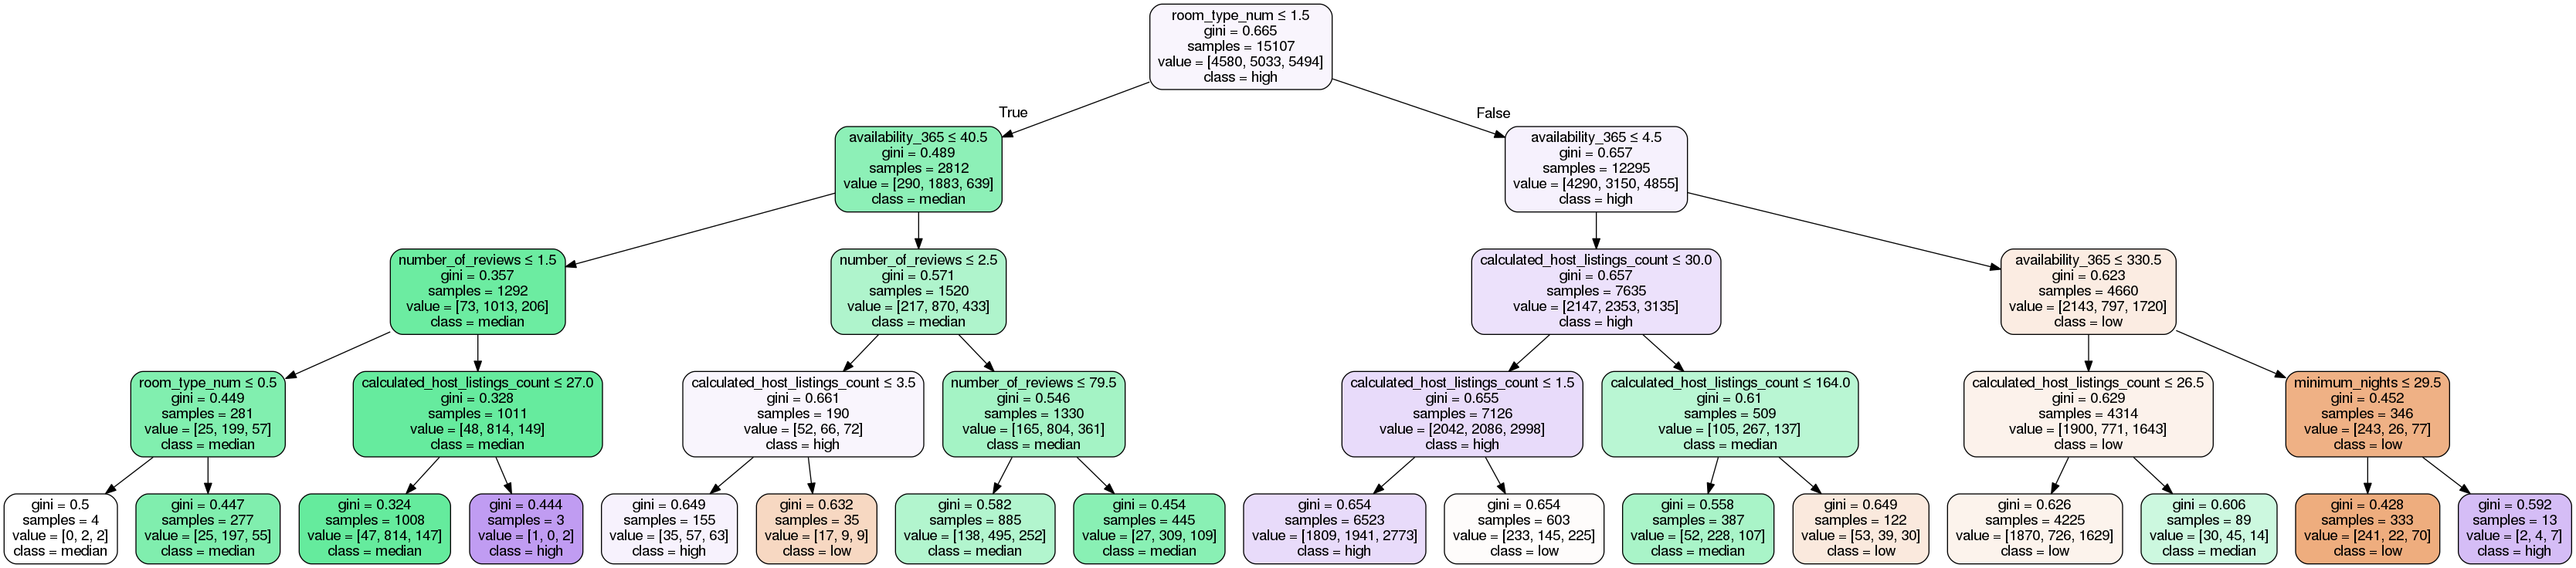 room_type_num ≤ 1.5
gini = 0.665
samples = 15107
value = [4580, 5033, 5494]
class = high
True
False
availability_365 ≤ 40.5
gini = 0.489
samples = 2812
value = [290, 1883, 639]
class = median
availability_365 ≤ 4.5
gini = 0.657
samples = 12295
value = [4290, 3150, 4855]
class = high
number_of_reviews ≤ 1.5
gini = 0.357
samples = 1292
value = [73, 1013, 206]
class = median
number_of_reviews ≤ 2.5
gini = 0.571
samples = 1520
value = [217, 870, 433]
class = median
calculated_host_listings_count ≤ 30.0
gini = 0.657
samples = 7635
value = [2147, 2353, 3135]
class = high
availability_365 ≤ 330.5
gini = 0.623
samples = 4660
value = [2143, 797, 1720]
class = low
room_type_num ≤ 0.5
gini = 0.449
samples = 281
value = [25, 199, 57]
class = median
calculated_host_listings_count ≤ 27.0
gini = 0.328
samples = 1011
value = [48, 814, 149]
class = median
calculated_host_listings_count ≤ 3.5
gini = 0.661
samples = 190
value = [52, 66, 72]
class = high
number_of_reviews ≤ 79.5
gini = 0.546
samples = 1330
value = [165, 804, 361]
class = median
calculated_host_listings_count ≤ 1.5
gini = 0.655
samples = 7126
value = [2042, 2086, 2998]
class = high
calculated_host_listings_count ≤ 164.0
gini = 0.61
samples = 509
value = [105, 267, 137]
class = median
calculated_host_listings_count ≤ 26.5
gini = 0.629
samples = 4314
value = [1900, 771, 1643]
class = low
minimum_nights ≤ 29.5
gini = 0.452
samples = 346
value = [243, 26, 77]
class = low
gini = 0.5
samples = 4
value = [0, 2, 2]
class = median
gini = 0.447
samples = 277
value = [25, 197, 55]
class = median
gini = 0.324
samples = 1008
value = [47, 814, 147]
class = median
gini = 0.444
samples = 3
value = [1, 0, 2]
class = high
gini = 0.649
samples = 155
value = [35, 57, 63]
class = high
gini = 0.632
samples = 35
value = [17, 9, 9]
class = low
gini = 0.582
samples = 885
value = [138, 495, 252]
class = median
gini = 0.454
samples = 445
value = [27, 309, 109]
class = median
gini = 0.654
samples = 6523
value = [1809, 1941, 2773]
class = high
gini = 0.654
samples = 603
value = [233, 145, 225]
class = low
gini = 0.558
samples = 387
value = [52, 228, 107]
class = median
gini = 0.649
samples = 122
value = [53, 39, 30]
class = low
gini = 0.626
samples = 4225
value = [1870, 726, 1629]
class = low
gini = 0.606
samples = 89
value = [30, 45, 14]
class = median
gini = 0.428
samples = 333
value = [241, 22, 70]
class = low
gini = 0.592
samples = 13
value = [2, 4, 7]
class = high